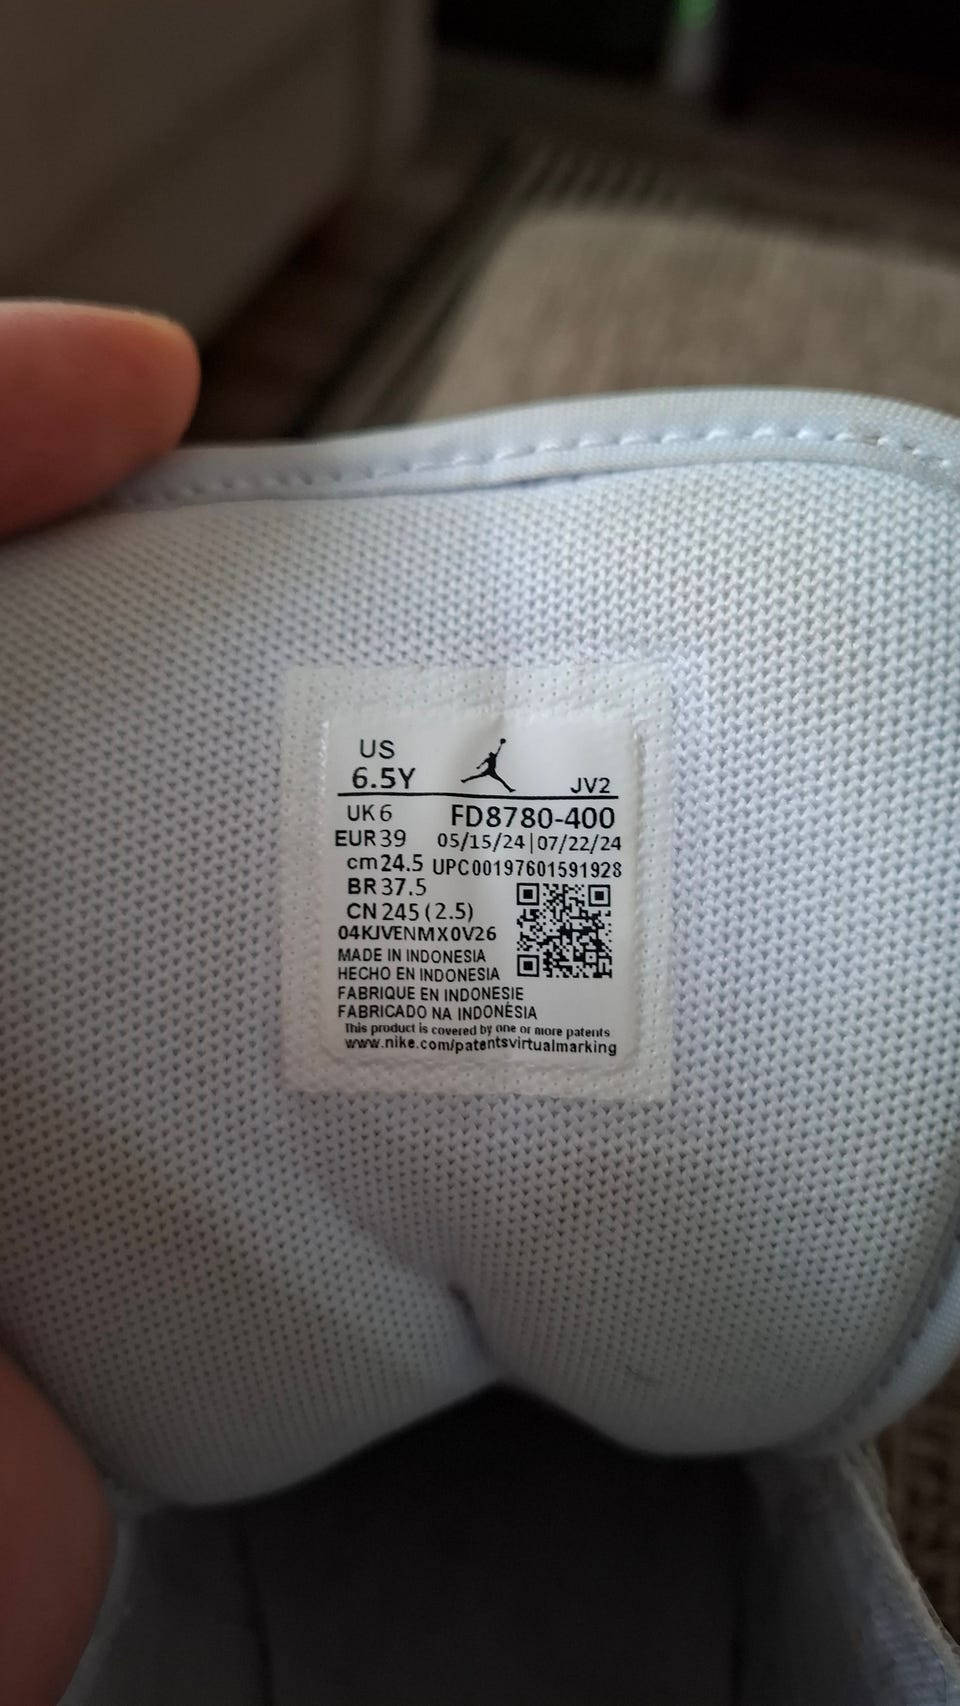 US
6.5Y JV2
UK 6 FD8780-400
EUR 39 05/15/24|07/22/24
cm 24.5 UPC00197601591928
BR 37.5
CN 245 (2.5)
04KJVENMX0V26
MADE IN INDONESIA
HECHO EN INDONESIA
FABRIQUE EN INDONESIE
FABRICADO NA INDONÉSIA
This product is covered by one or more patents
www.nike.com/patentsvirtualmarking